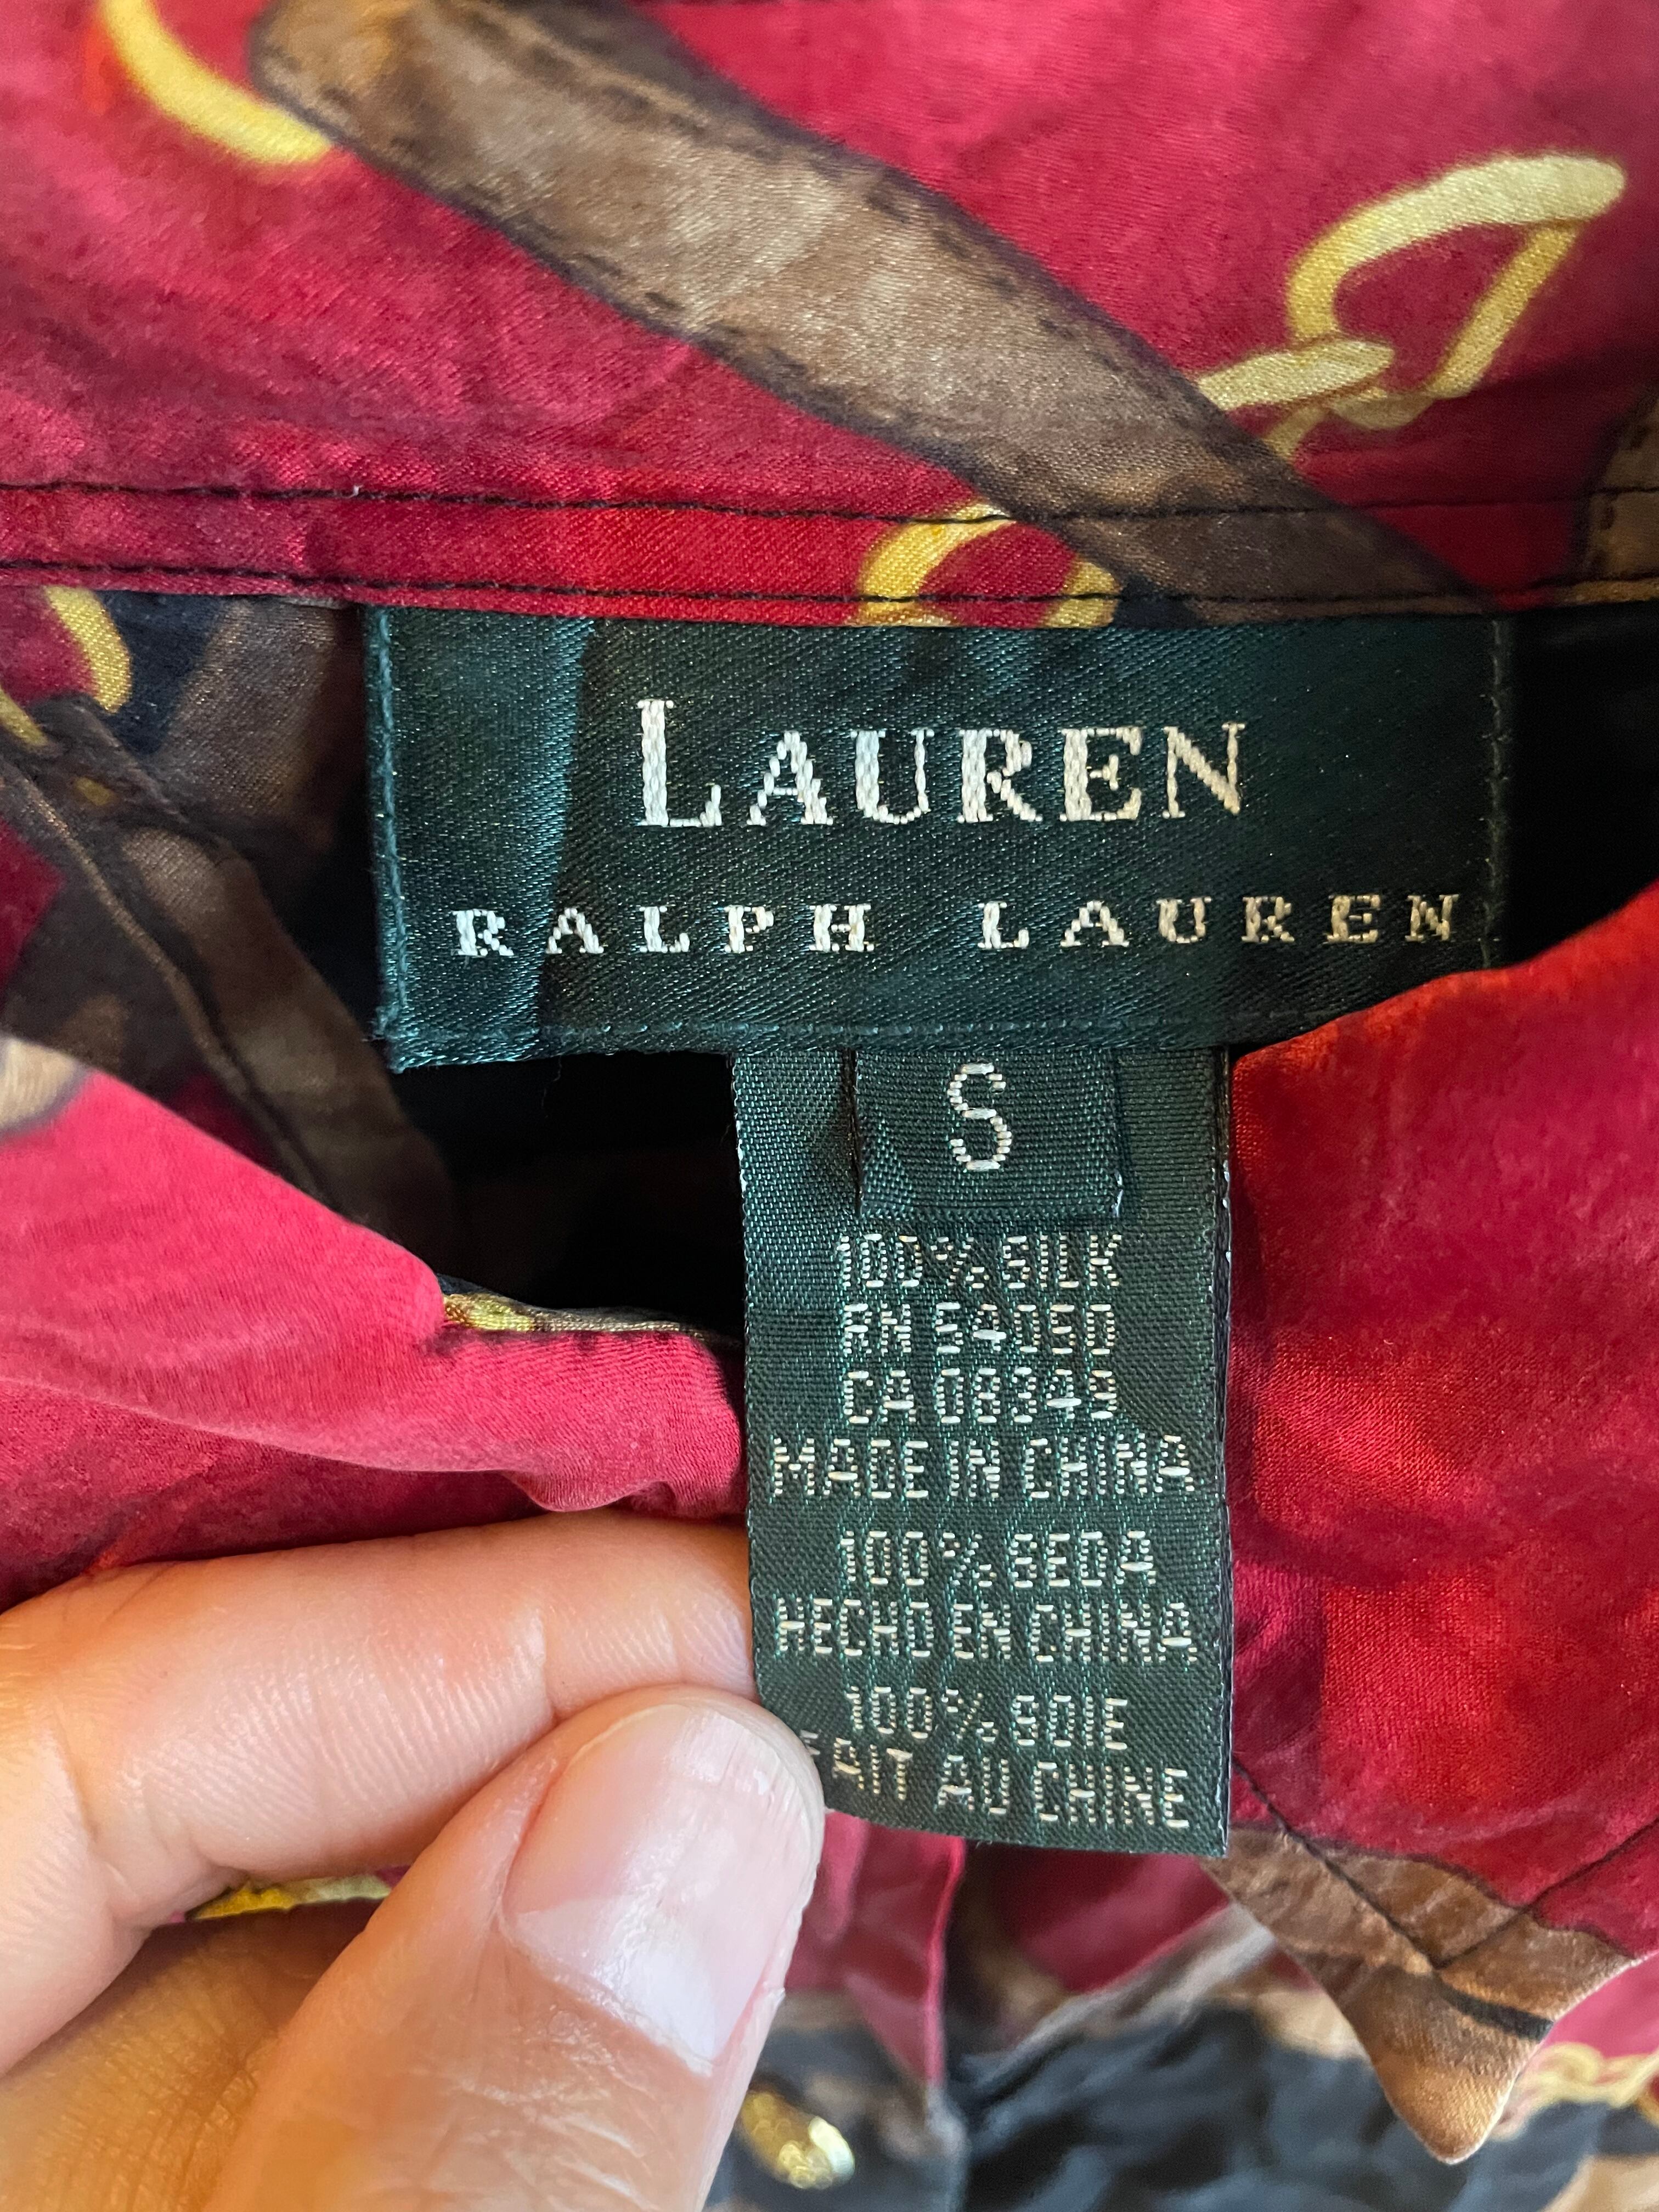 LAUREN
RALPH LAUREN
S
100% SILK
RN 54050
CA 08349
MADE IN CHINA
100% SEDA
HECHO EN CHINA
100% SOIE
FAIT AU CHINE